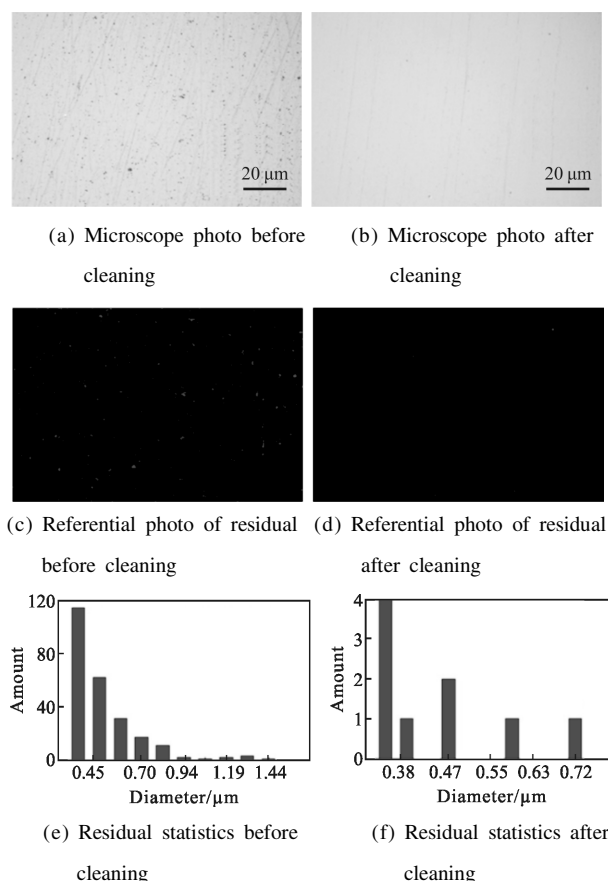 20 μm
20 μm
(a) Microscope photo before
cleaning
(b) Microscope photo after
cleaning
(c) Referential photo of residual
before cleaning
(d) Referential photo of residual
after cleaning
120
80
40
0
Amount
0.45 0.70 0.94 1.19 1.44
Diameter/μm
(e) Residual statistics before
cleaning
4
3
2
1
0
Amount
0.38 0.47 0.55 0.63 0.72
Diameter/μm
(f) Residual statistics after
cleaning